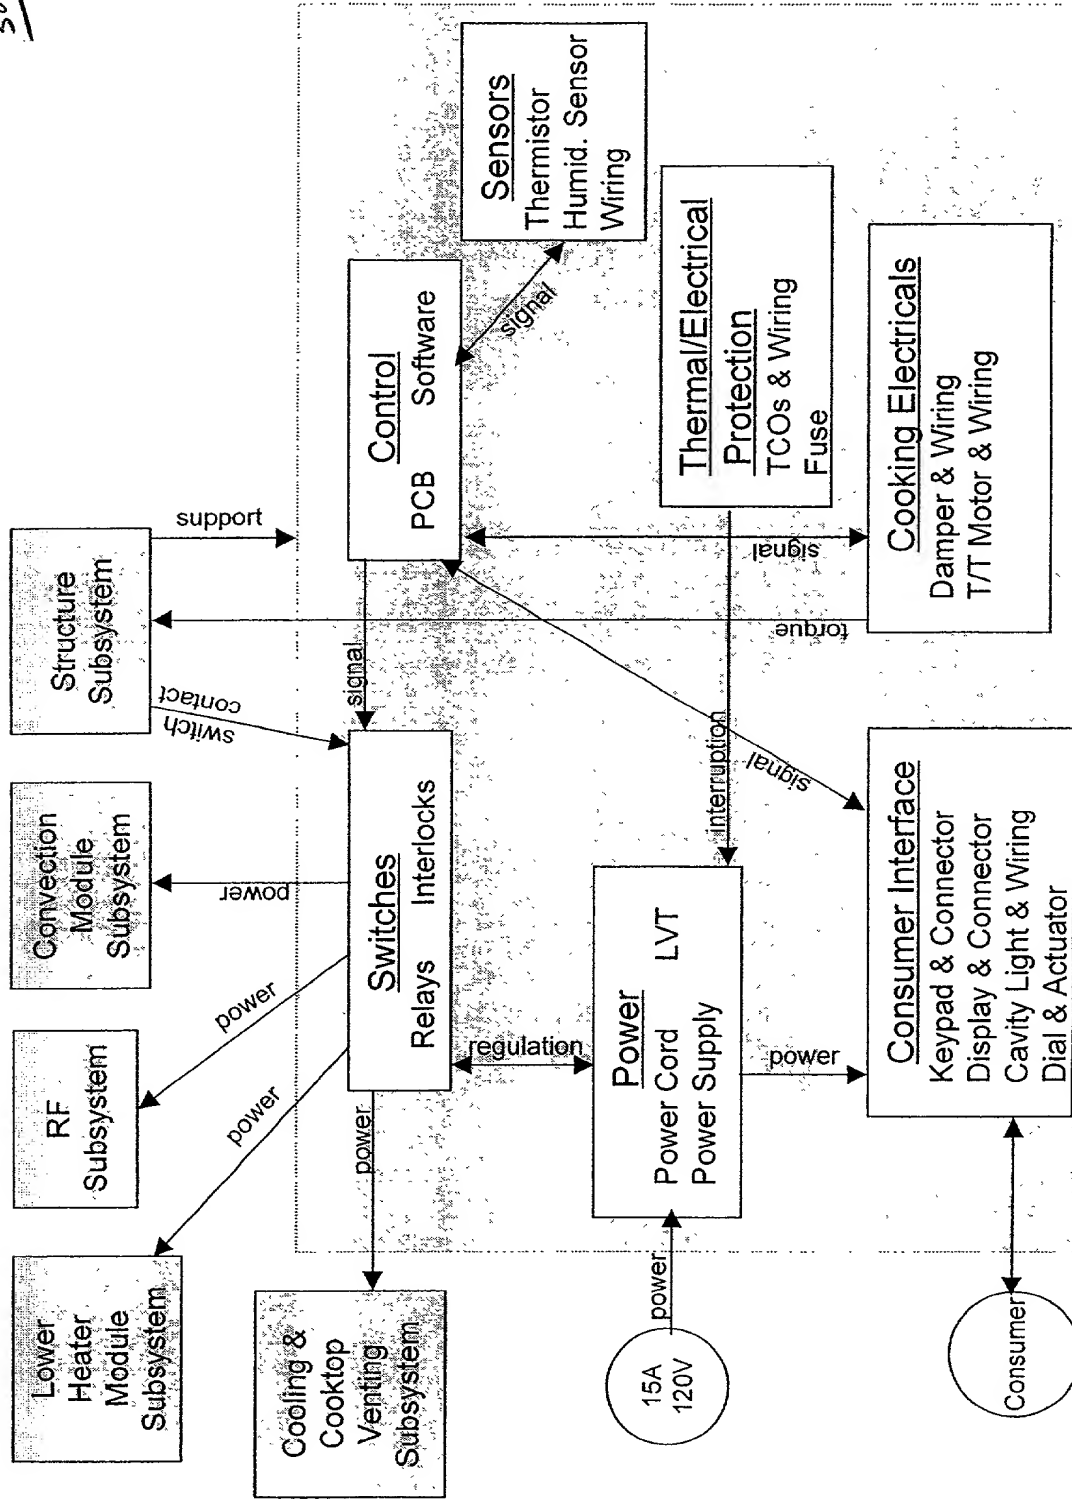 Lower
Heater
Module
Subsystem
RF
Subsystem
Convection
Module
Subsystem
Structure
Subsystem
power
power
power
switch
contact
support
Cooling &
Cooktop
Venting
Subsystem
power
Switches
Relays Interlocks
signal
Control
PCB Software
signal
Sensors
Thermistor
Humid. Sensor
Wiring
regulation
15A
120V
power
Power
Power Cord LVT
Power Supply
interruption
Thermal/Electrical
Protection
TCOs & Wiring
Fuse
power
signal
torque
signal
Consumer
Consumer Interface
Keypad & Connector
Display & Connector
Cavity Light & Wiring
Dial & Actuator
Cooking Electricals
Damper & Wiring
T/T Motor & Wiring